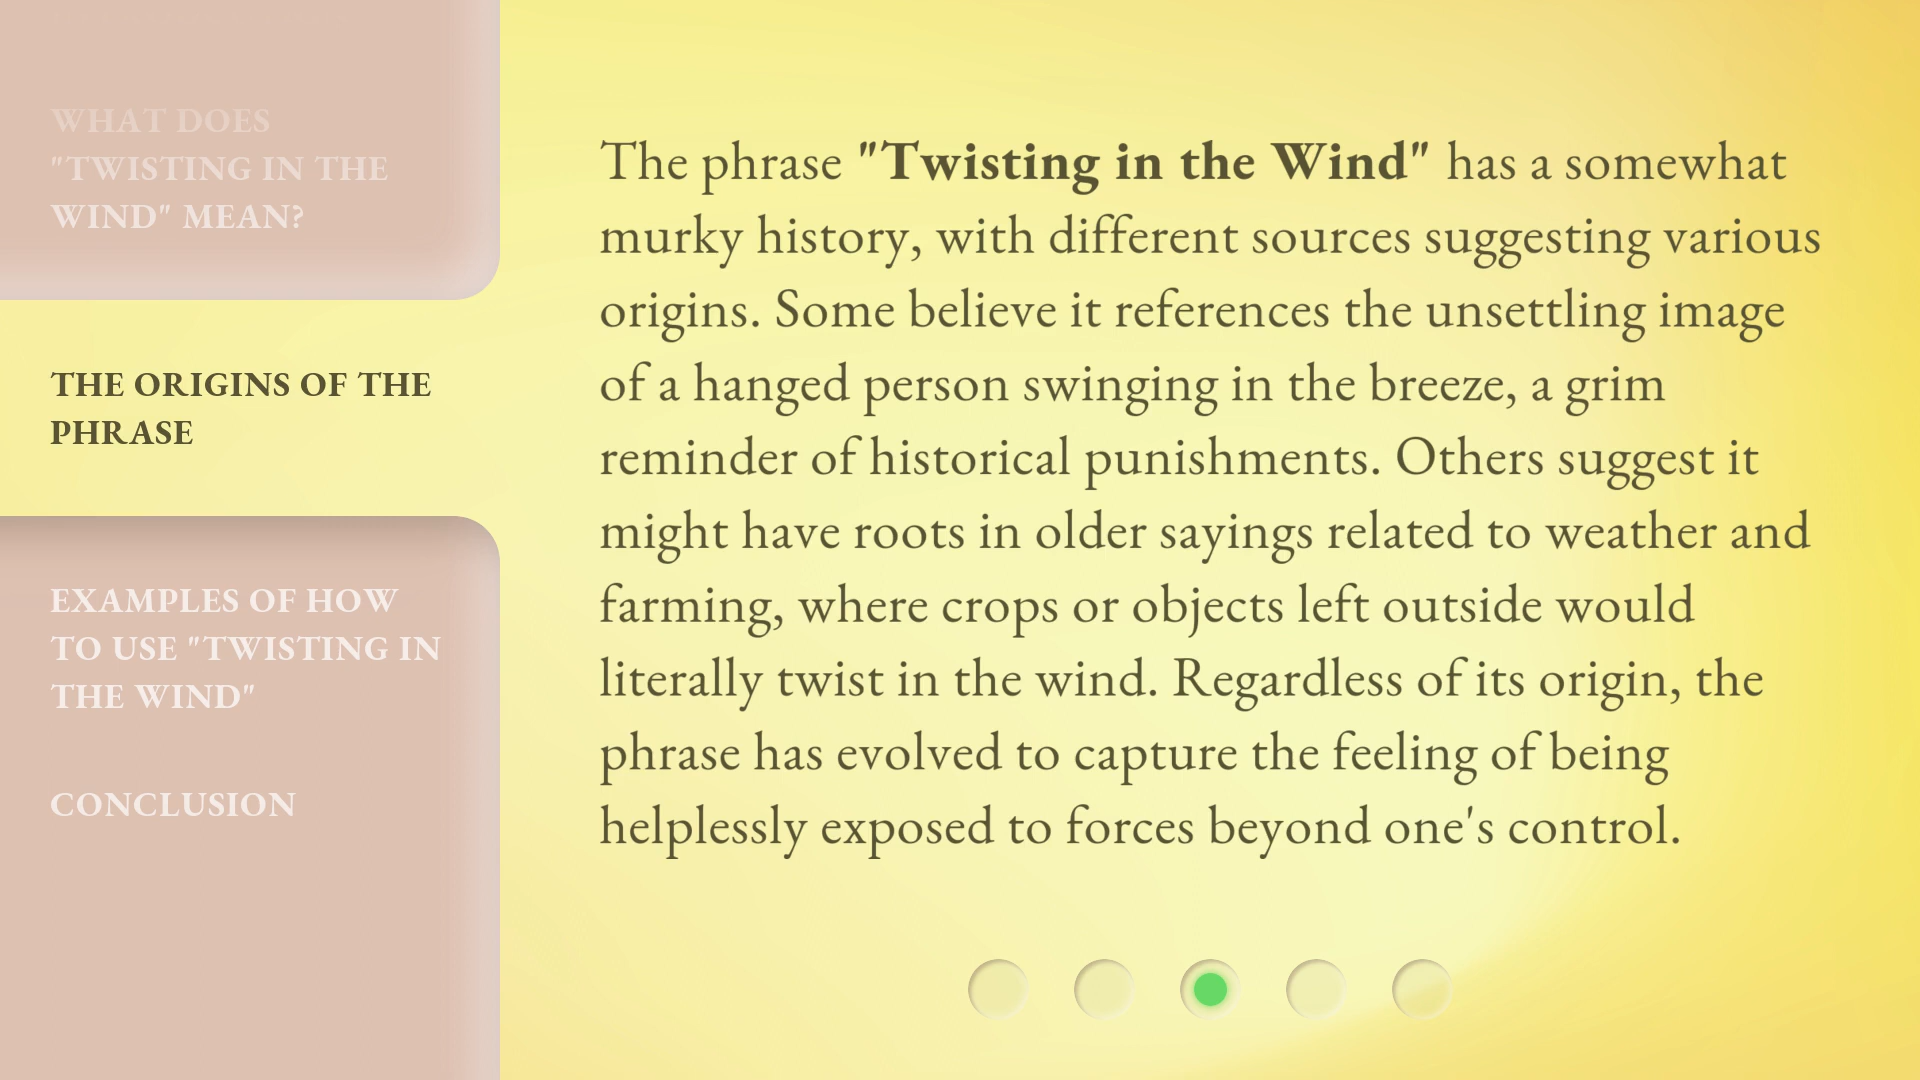 WHAT DOES
"TWISTING IN THE
WIND" MEAN?
THE ORIGINS OF THE
PHRASE
EXAMPLES OF HOW
TO USE "TWISTING IN
THE WIND"
CONCLUSION
The phrase "Twisting in the Wind" has a somewhat
murky history, with different sources suggesting various
origins. Some believe it references the unsettling image
of a hanged person swinging in the breeze, a grim
reminder of historical punishments. Others suggest it
might have roots in older sayings related to weather and
farming, where crops or objects left outside would
literally twist in the wind. Regardless of its origin, the
phrase has evolved to capture the feeling of being
helplessly exposed to forces beyond one's control.